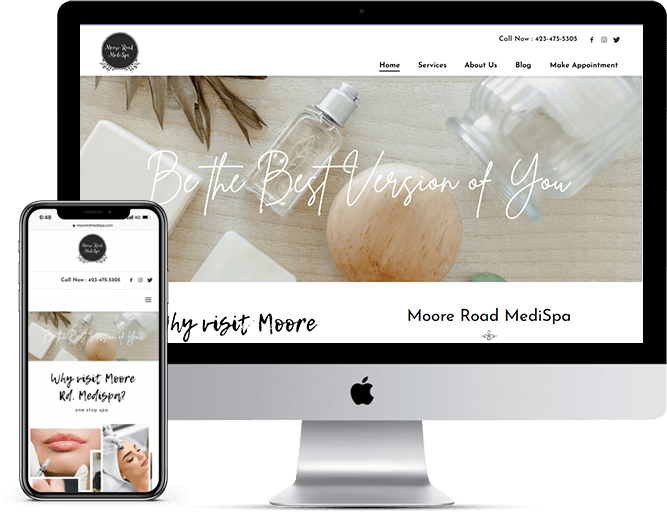 Moore Road
MediSpa
Call Now : 423-475-5305
Home Services About Us Blog Make Appointment
Be the Best Version of You
Why visit Moore
Moore Road MediSpa
6:48
4G
mooreroadmedispa.com
Moore Road
MediSpa
Call Now : 423-475-5305
Be the Best Version of You
Why visit Moore
Rd. Medispa?
one stop spa